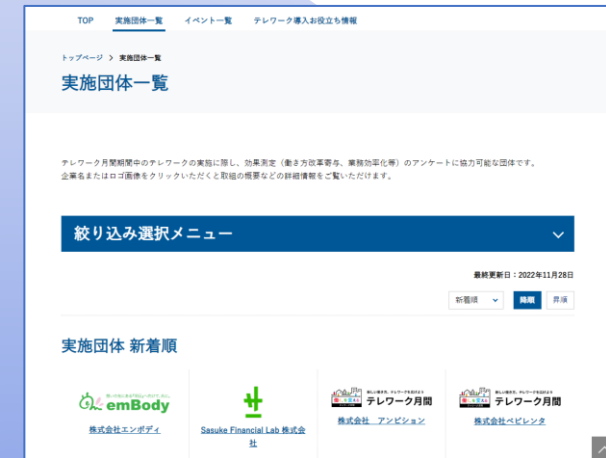 TOP 実施団体一覧 イベント一覧 テレワーク導入お役立ち情報
トップページ > 実施団体一覧
実施団体一覧
テレワーク月間期間中のテレワークの実施に際し、効果測定（働き方改革寄与、業務効率化等）のアンケートに協力可能な団体です。
企業名またはロゴ画像をクリックいただくと取組の概要などの詳細情報をご覧いただけます。
絞り込み選択メニュー
最終更新日：2022年11月28日
新着順 降順 昇順
実施団体 新着順
emBody
テレワーク月間
テレワーク月間
株式会社エンボディ
Sasuke Financial Lab 株式会
社
株式会社 アンビション
株式会社ベビレンタ